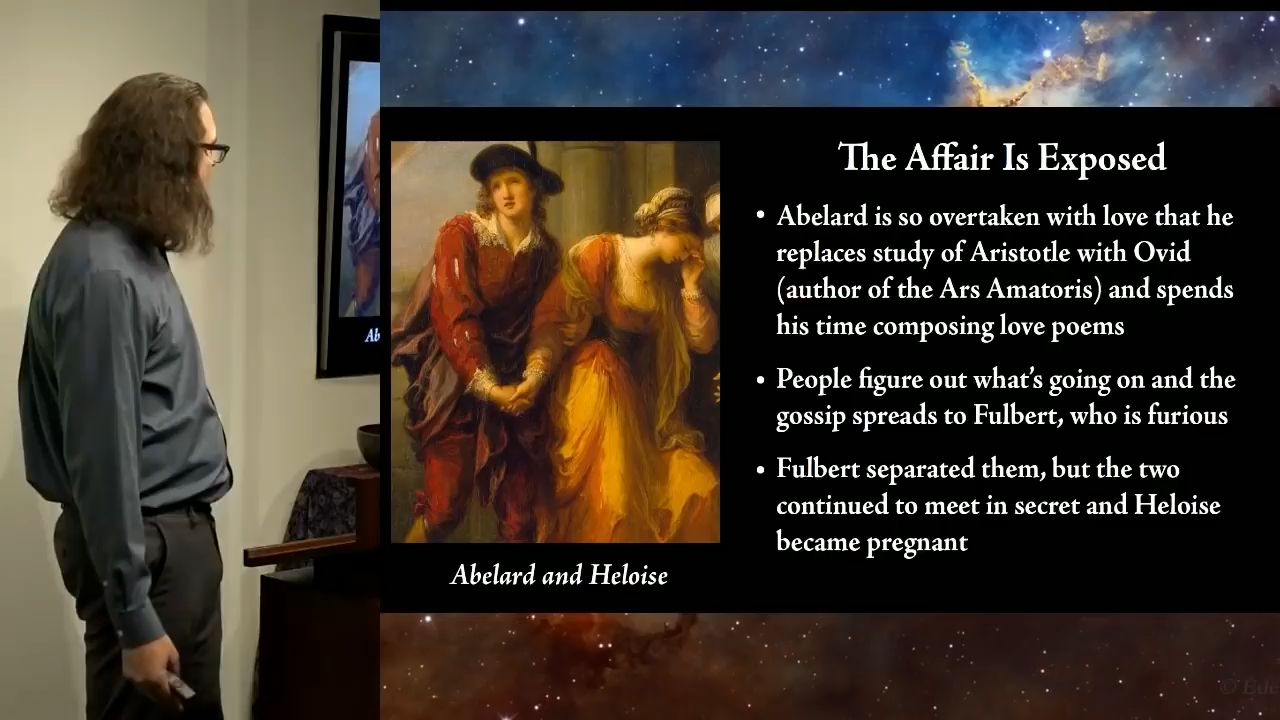 The Affair Is Exposed
• Abelard is so overtaken with love that he
replaces study of Aristotle with Ovid
(author of the Ars Amatoris) and spends
his time composing love poems
• People figure out what's going on and the
gossip spreads to Fulbert, who is furious
• Fulbert separated them, but the two
continued to meet in secret and Heloise
became pregnant
Abelard and Heloise
Ab